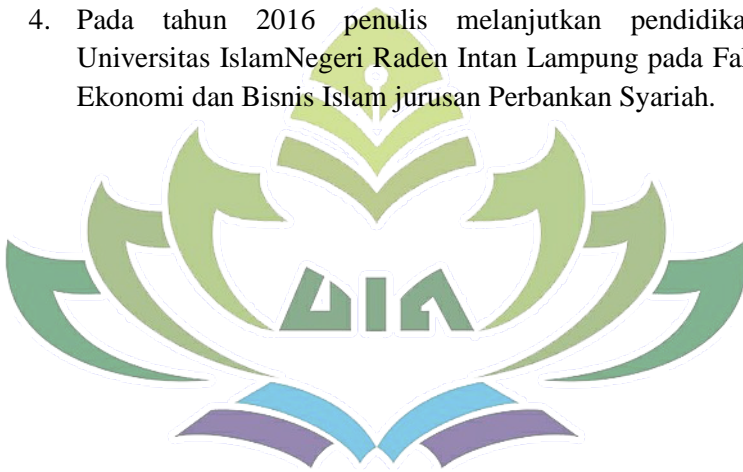 4. Pada tahun 2016 penulis melanjutkan pendidika
Universitas IslamNegeri Raden Intan Lampung pada Fa
Ekonomi dan Bisnis Islam jurusan Perbankan Syariah.
UIN